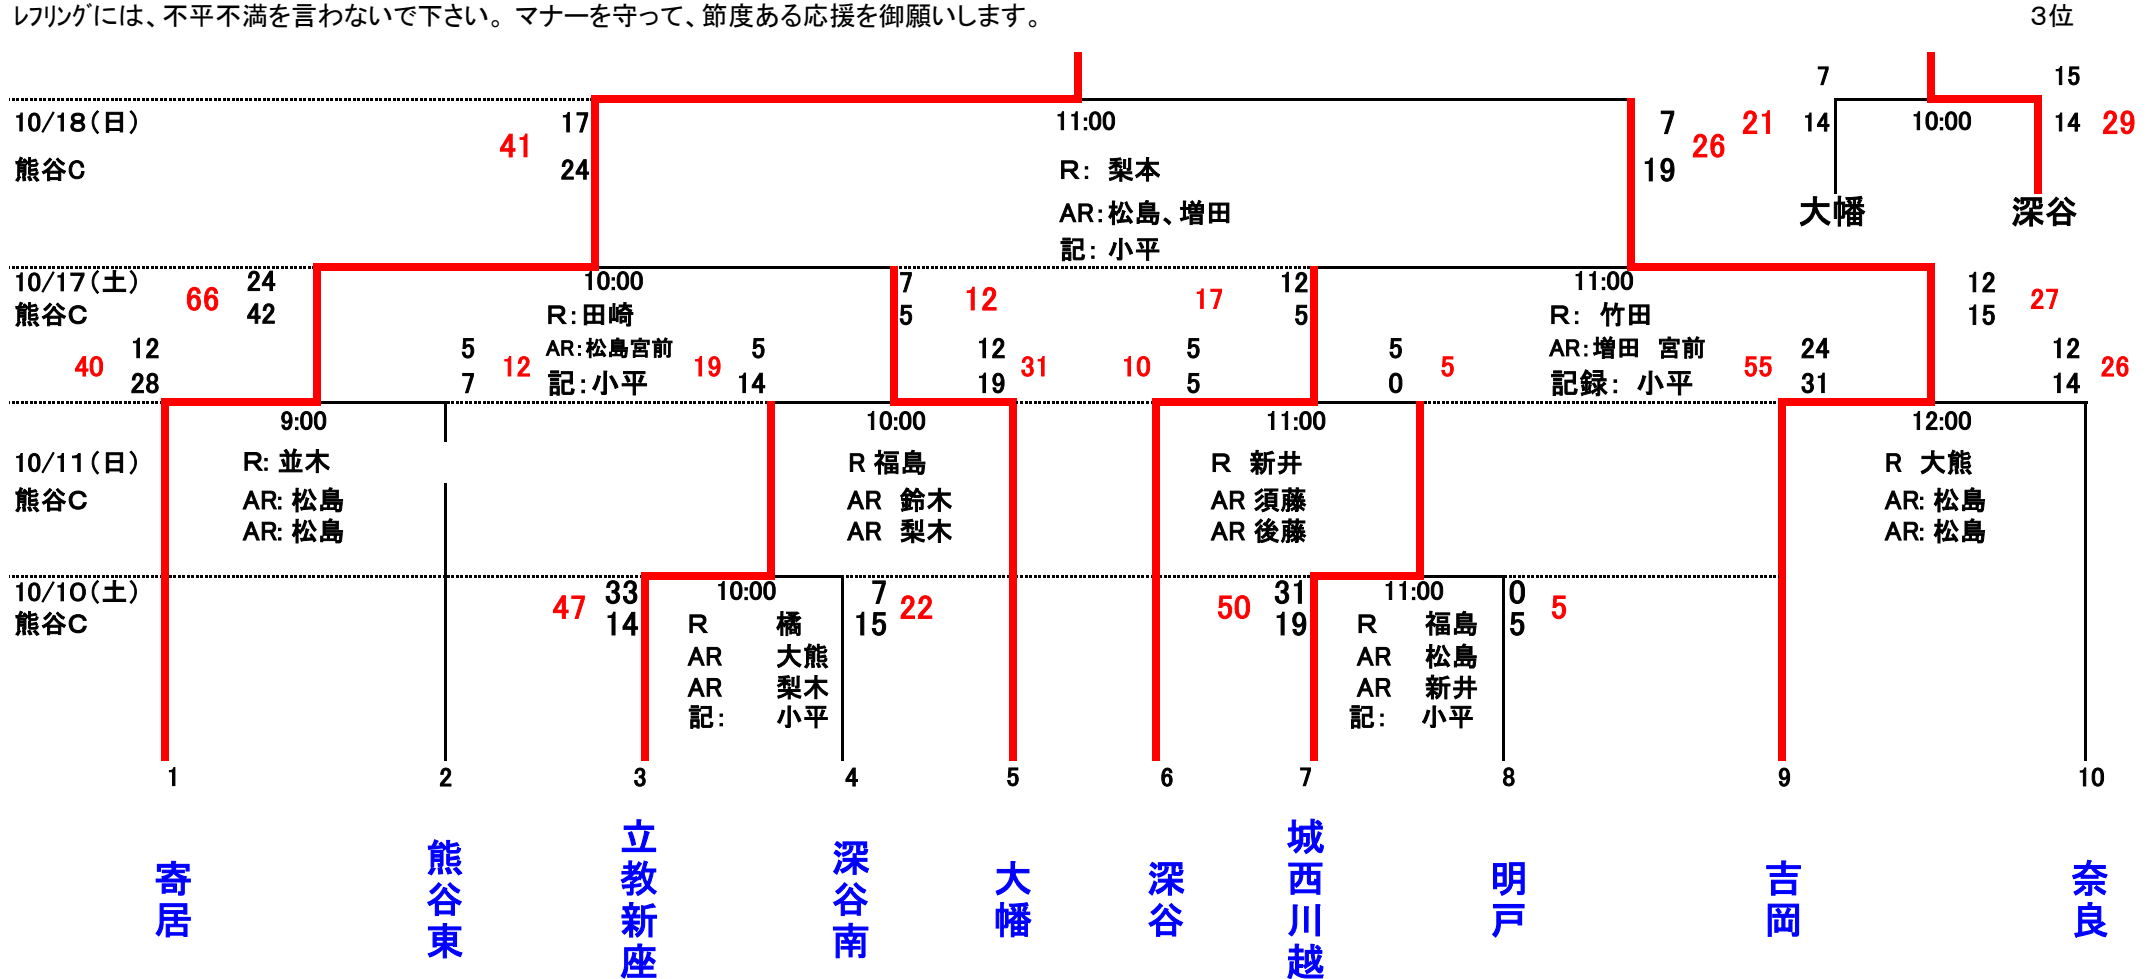 ﾚﾌﾘﾝｸﾞには、不平不満を言わないで下さい。マナーを守って、節度ある応援を御願いします。 3位
7 15
10/18(日) 41 17 11:00 7 26 21 14 10:00 14 29
熊谷C 24 R: 梨本 19
AR:松島、増田 大幡 深谷
記: 小平
10/17(土) 66 24 10:00 7 12 17 12 11:00 12 27
熊谷C 42 R:田崎 5 5 R: 竹田 15
40 12 5 12 AR:松島宮前 19 5 12 31 10 5 5 5 AR:増田 宮前 55 24 12 26
28 7 記:小平 14 19 5 0 記録: 小平 31 14
9:00 10:00 11:00 12:00
10/11(日) R: 並木 R 福島 R 新井 R 大熊
熊谷C AR: 松島 AR 鈴木 AR 須藤 AR: 松島
AR: 松島 AR 梨木 AR 後藤 AR: 松島
10/10(土) 47 33 10:00 7 22 50 31 11:00 0 5
熊谷C 14 R 橘 15 19 R 福島 5
AR 大熊 AR 松島
AR 梨木 AR 新井
記: 小平 記: 小平
1 2 3 4 5 6 7 8 9 10
寄居
熊谷東
立教新座
深谷南
大幡
深谷
城西川越
明戸
吉岡
奈良